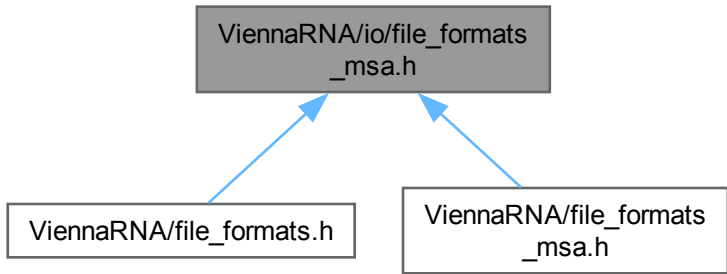 ViennaRNA/io/file_formats
_msa.h
ViennaRNA/file_formats.h
ViennaRNA/file_formats
_msa.h